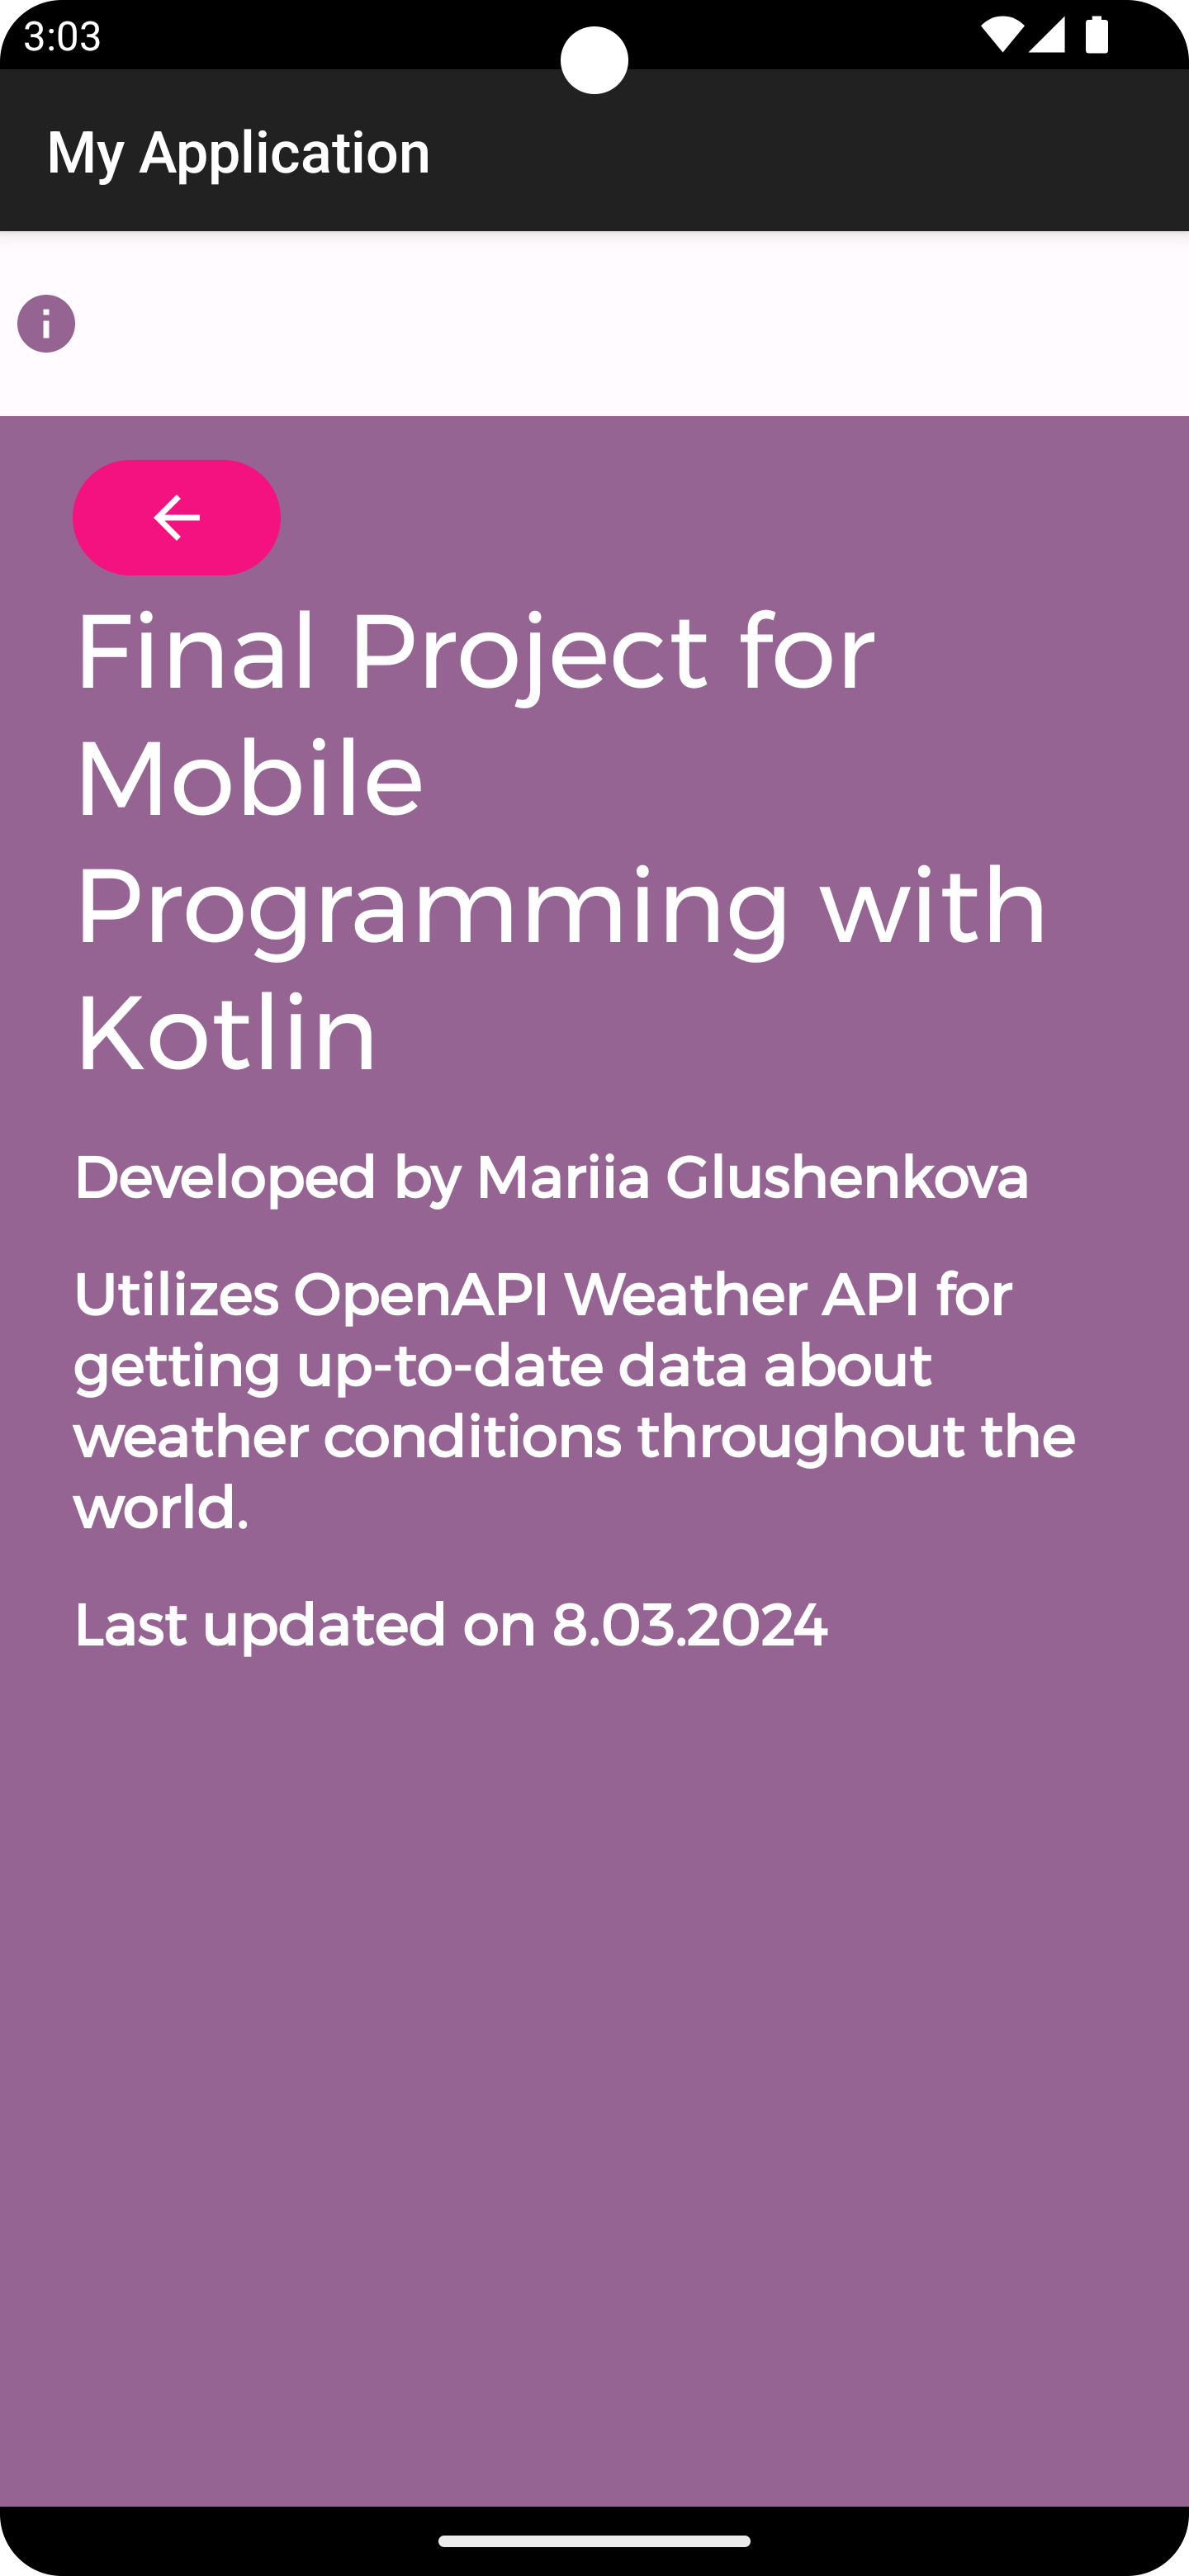 3:03
My Application
Final Project for
Mobile
Programming with
Kotlin
Developed by Mariia Glushenkova
Utilizes OpenAPI Weather API for
getting up-to-date data about
weather conditions throughout the
world.
Last updated on 8.03.2024